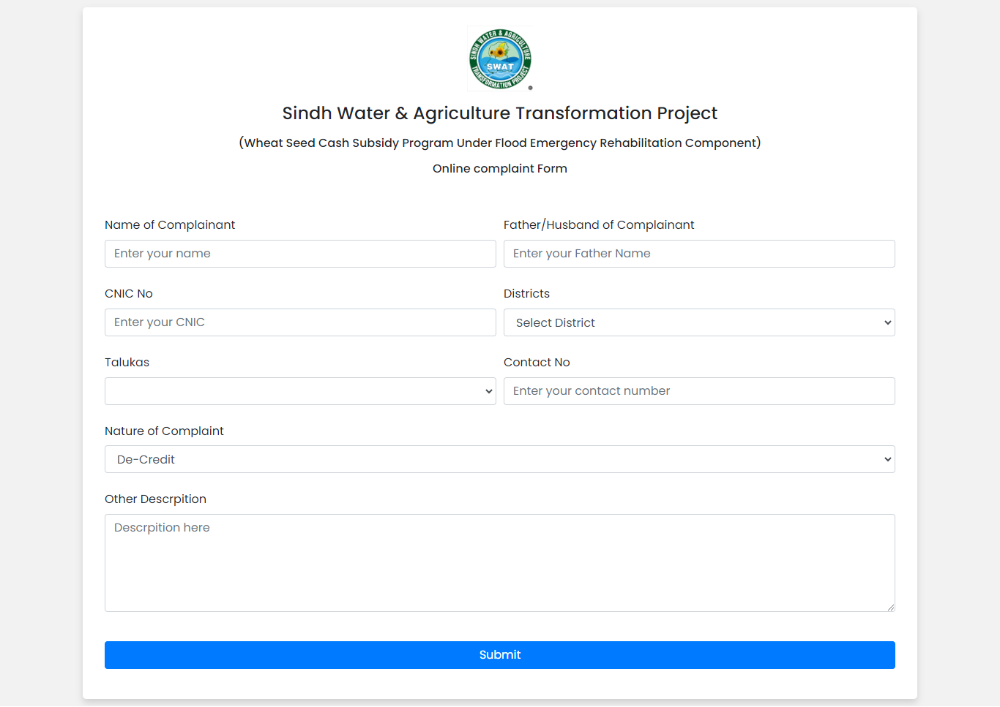 SINDH WATER & AGRICULTURE
SWAT
TRANSFORMATION PROJECT
Sindh Water & Agriculture Transformation Project
(Wheat Seed Cash Subsidy Program Under Flood Emergency Rehabilitation Component)
Online complaint Form
Name of Complainant
Father/Husband of Complainant
Enter your name
Enter your Father Name
CNIC No
Districts
Enter your CNIC
Select District
Talukas
Contact No
Enter your contact number
Nature of Complaint
De-Credit
Other Descrpition
Descrpition here
Submit